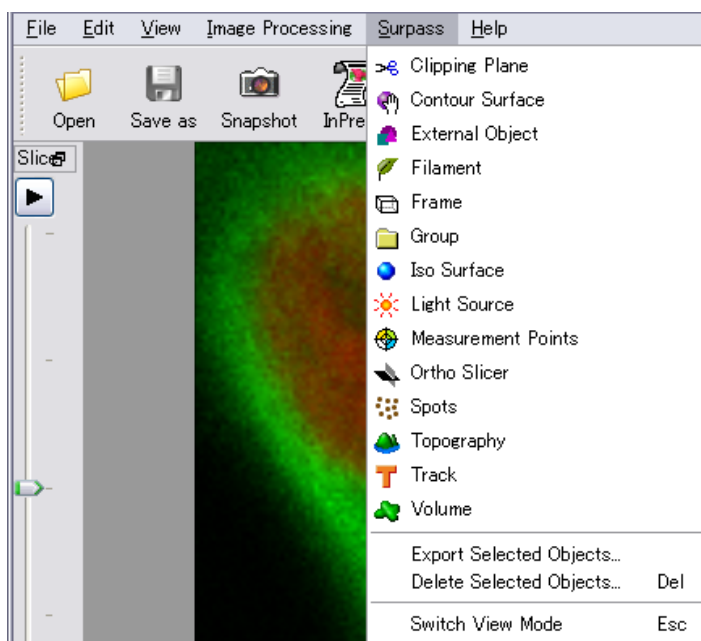 File Edit View Image Processing Surpass Help
Open Save as Snapshot InPre
Slice
Clipping Plane
Contour Surface
External Object
Filament
Frame
Group
Iso Surface
Light Source
Measurement Points
Ortho Slicer
Spots
Topography
Track
Volume
Export Selected Objects...
Delete Selected Objects... Del
Switch View Mode Esc